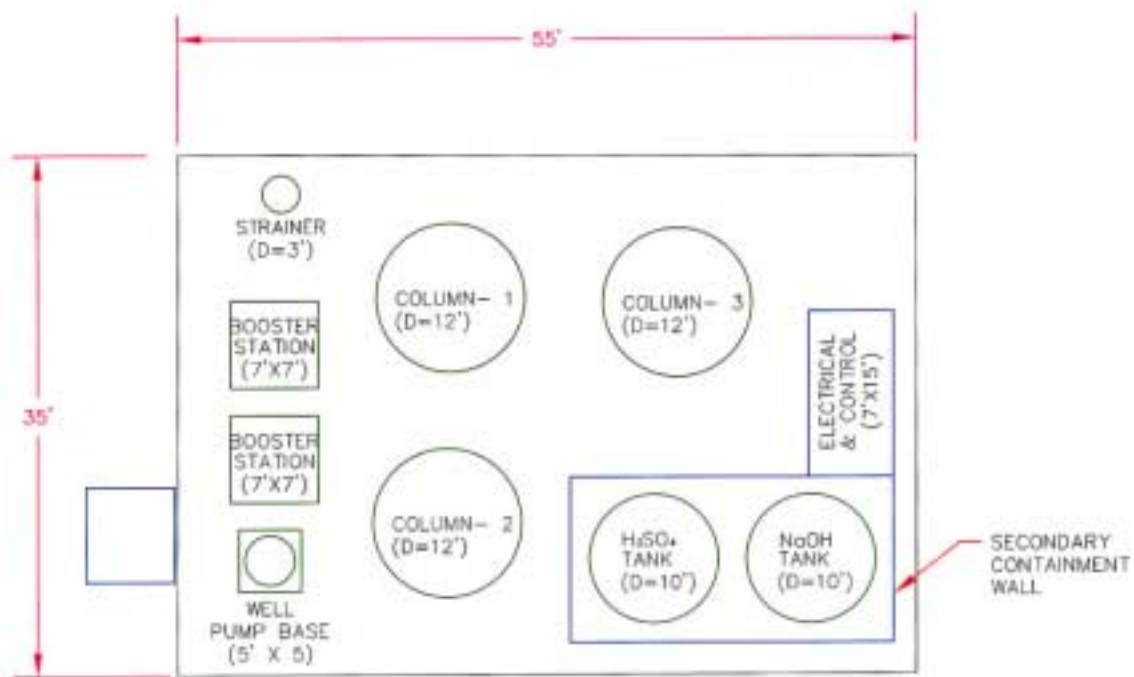 55'
35'
STRAINER
(D=3')
COLUMN- 1
(D=12')
COLUMN- 3
(D=12')
BOOSTER
STATION
(7'X7')
ELECTRICAL
& CONTROL
(7'X15')
BOOSTER
STATION
(7'X7')
COLUMN- 2
(D=12')
H₂SO₄
TANK
(D=10')
NaOH
TANK
(D=10')
SECONDARY
CONTAINMENT
WALL
WELL
PUMP BASE
(5' X 5)